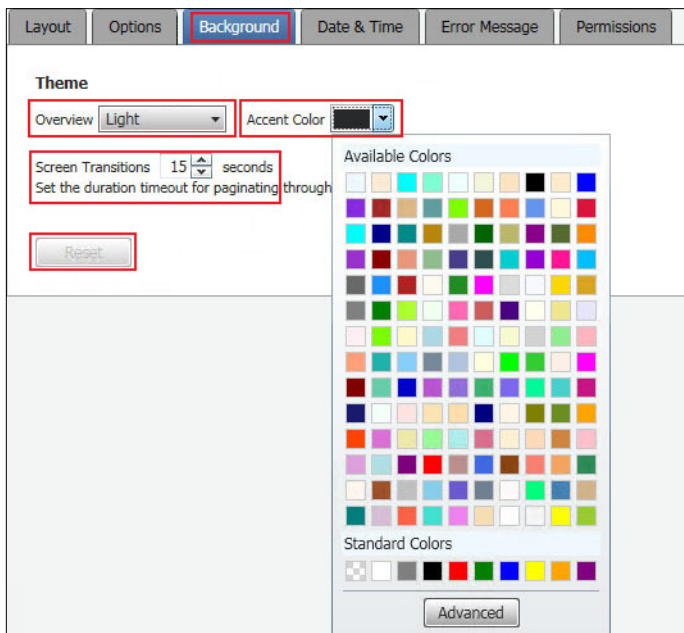 Layout Options Background Date & Time Error Message Permissions
Theme
Overview Light Accent Color
Screen Transitions 15 seconds
Set the duration timeout for paginating through
Reset
Available Colors
Standard Colors
Advanced